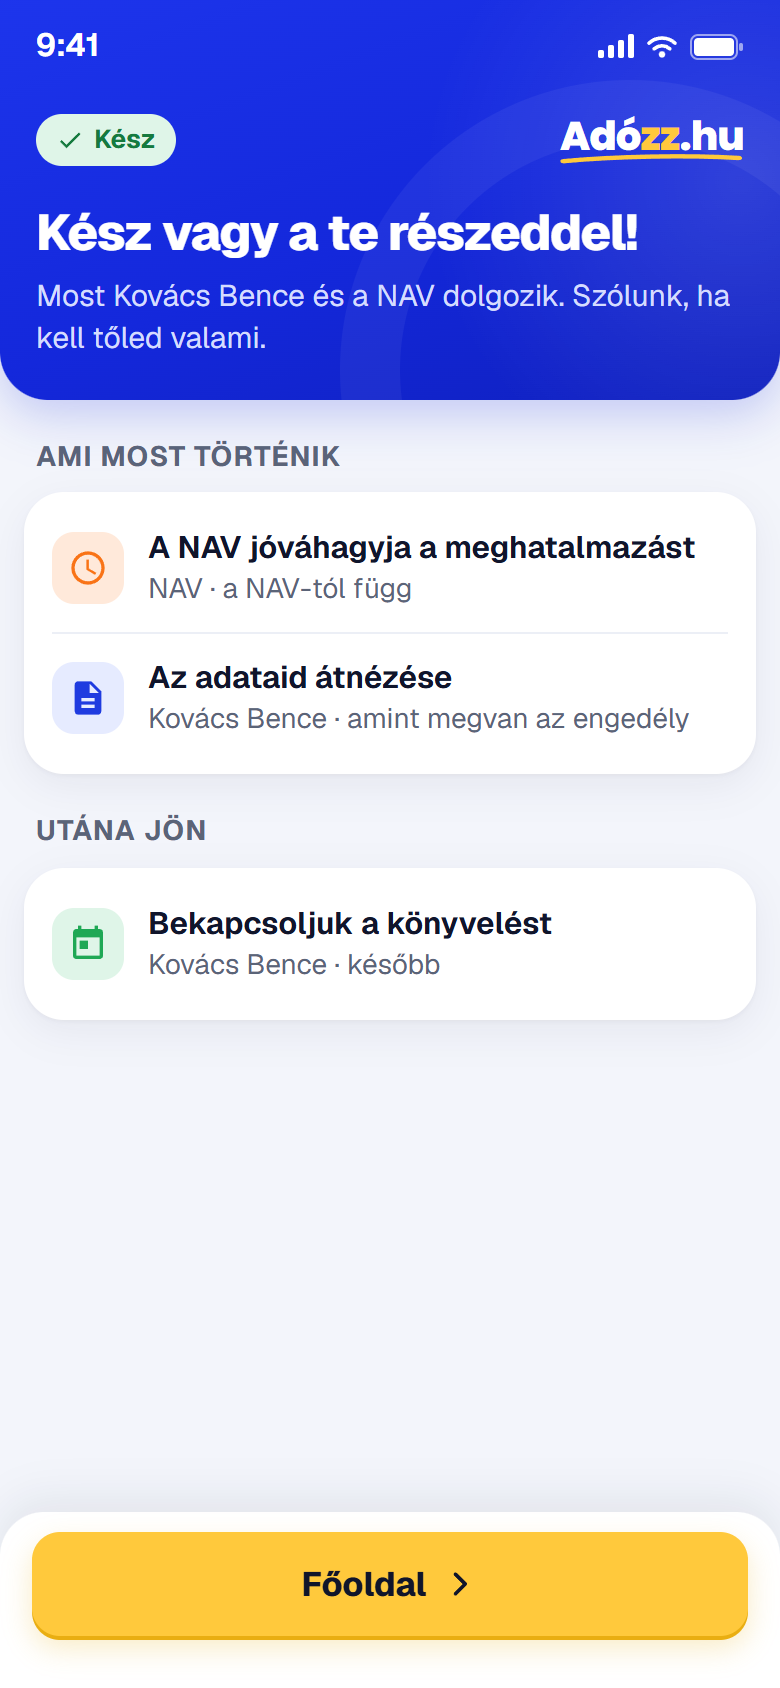 9:41
Kész
Adózz.hu
Kész vagy a te részeddel!
Most Kovács Bence és a NAV dolgozik. Szólunk, ha
kell tőled valami.
AMI MOST TÖRTÉNIK
A NAV jóváhagyja a meghatalmazást
NAV · a NAV-tól függ
Az adataid átnézése
Kovács Bence · amint megvan az engedély
UTÁNA JÖN
Bekapcsoljuk a könyvelést
Kovács Bence · később
Főoldal